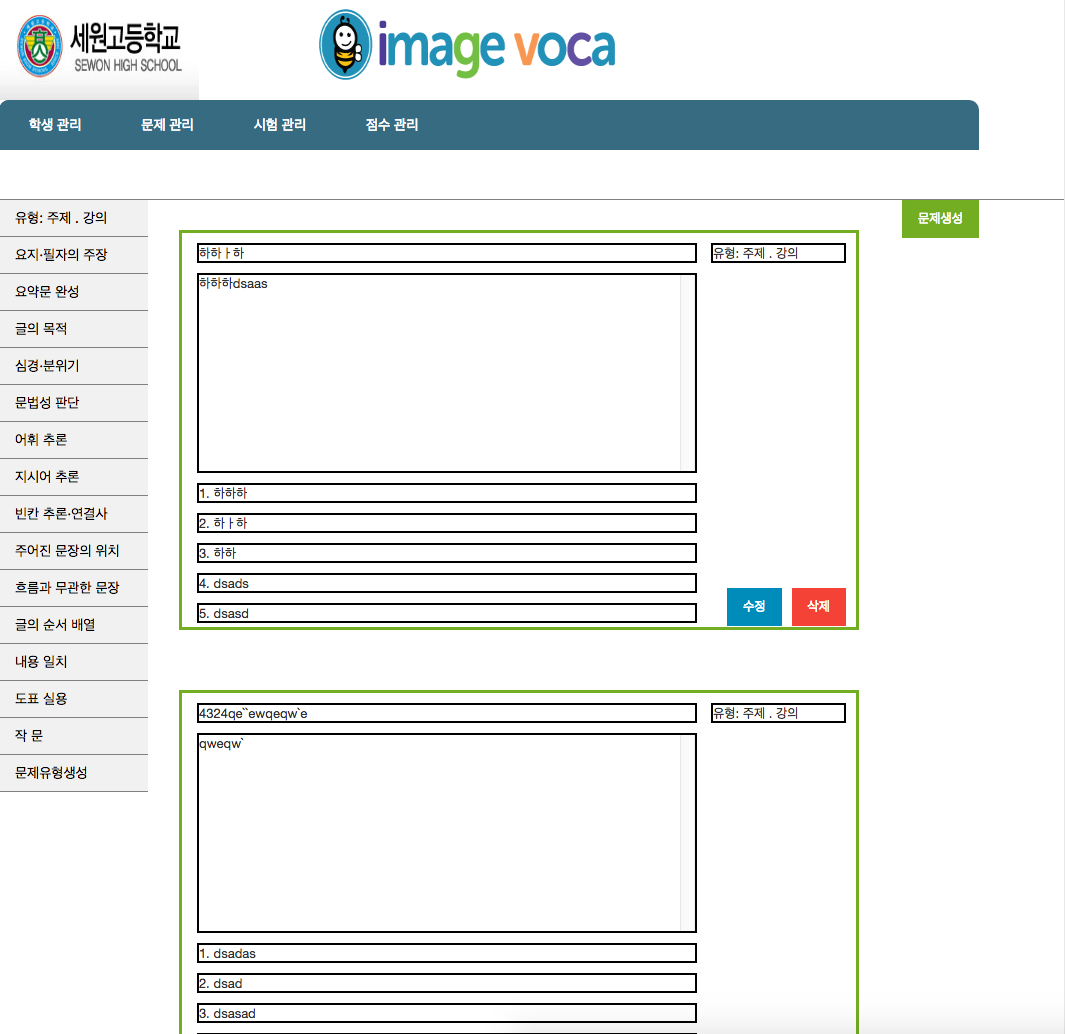 세원고등학교
SEWON HIGH SCHOOL
image voca
학생 관리 문제 관리 시험 관리 점수 관리
문제생성
유형: 주제 . 강의
요지·필자의 주장
요약문 완성
글의 목적
심경·분위기
문법성 판단
어휘 추론
지시어 추론
빈칸 추론·연결사
주어진 문장의 위치
흐름과 무관한 문장
글의 순서 배열
내용 일치
도표 실용
작 문
문제유형생성
하하ㅏ하
유형: 주제 . 강의
하하하dsaas
1. 하하하
2. 하ㅏ하
3. 하하
4. dsads
5. dsasd
수정 삭제
4324qe``ewqeqw`e
유형: 주제 . 강의
qweqw`
1. dsadas
2. dsad
3. dsasad